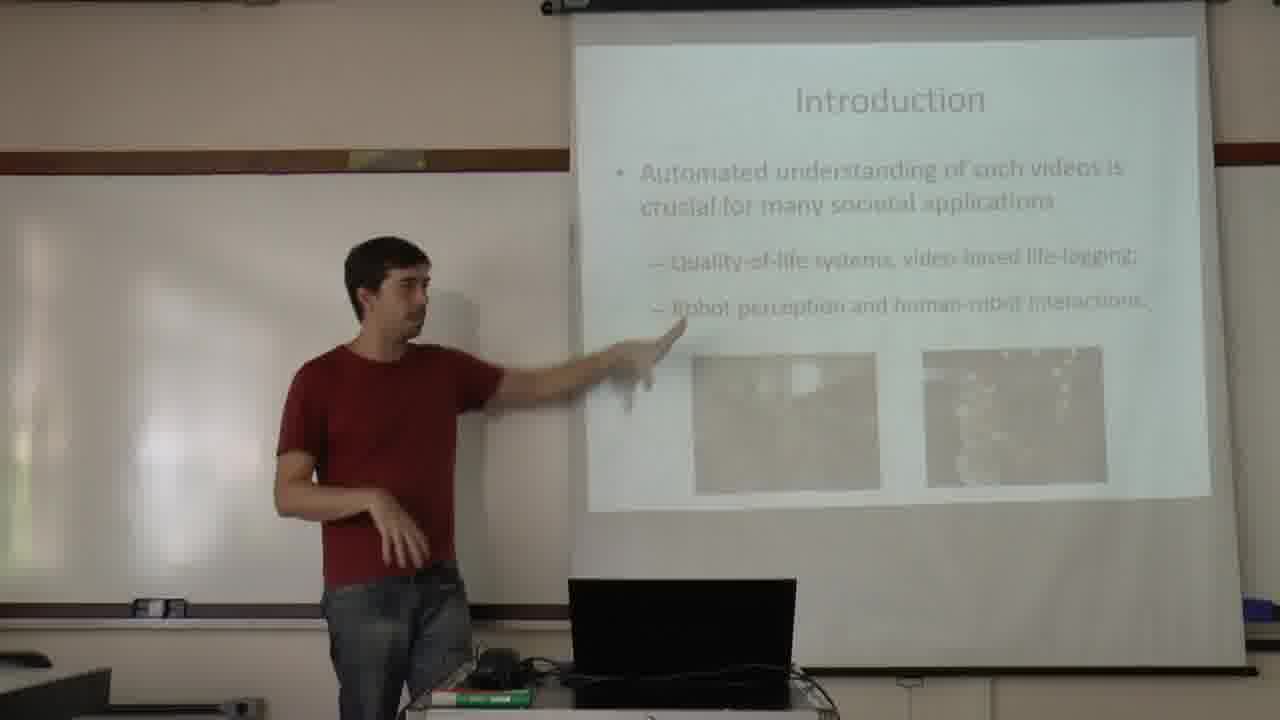 Introduction
• Automated understanding of such videos is
crucial for many societal applications
– Quality-of-life systems, video-based life-logging;
– Robot perception and human-robot interactions.